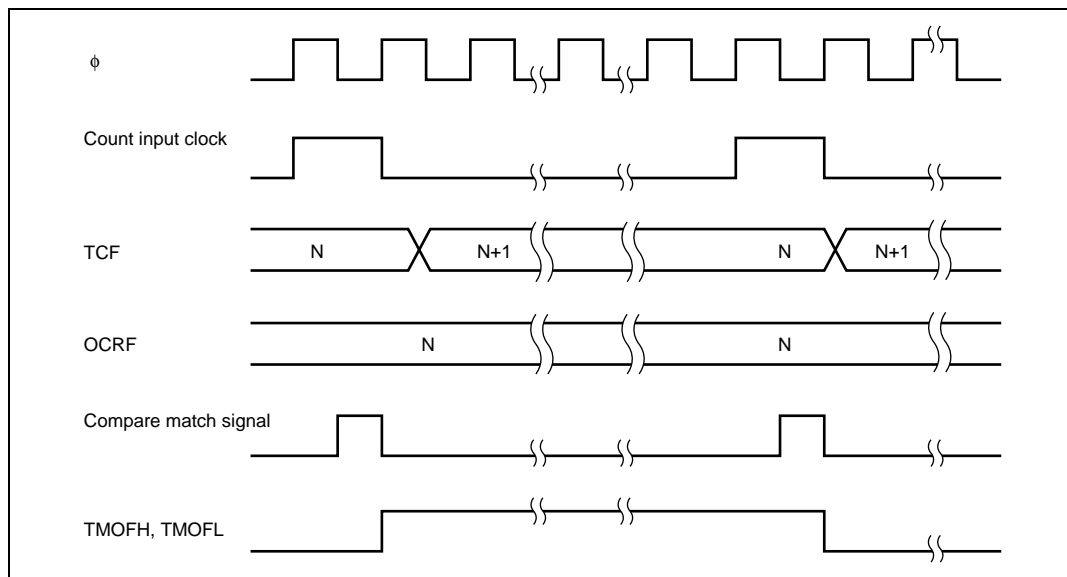 φ
Count input clock
TCF
N
N+1
N
N+1
OCRF
N
N
Compare match signal
TMOFH, TMOFL